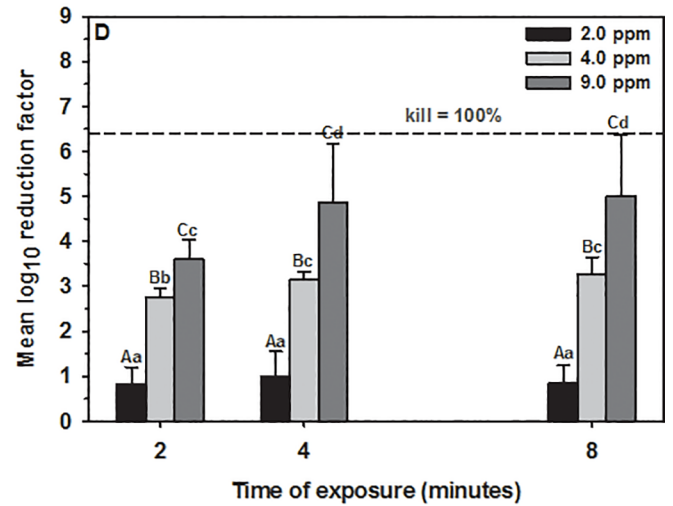 D
2.0 ppm
4.0 ppm
9.0 ppm
kill = 100%
Mean log10 reduction factor
9
8
7
6
5
4
3
2
1
0
Aa
Bb
Cc
Aa
Bc
Cd
Aa
Bc
Cd
2
4
8
Time of exposure (minutes)